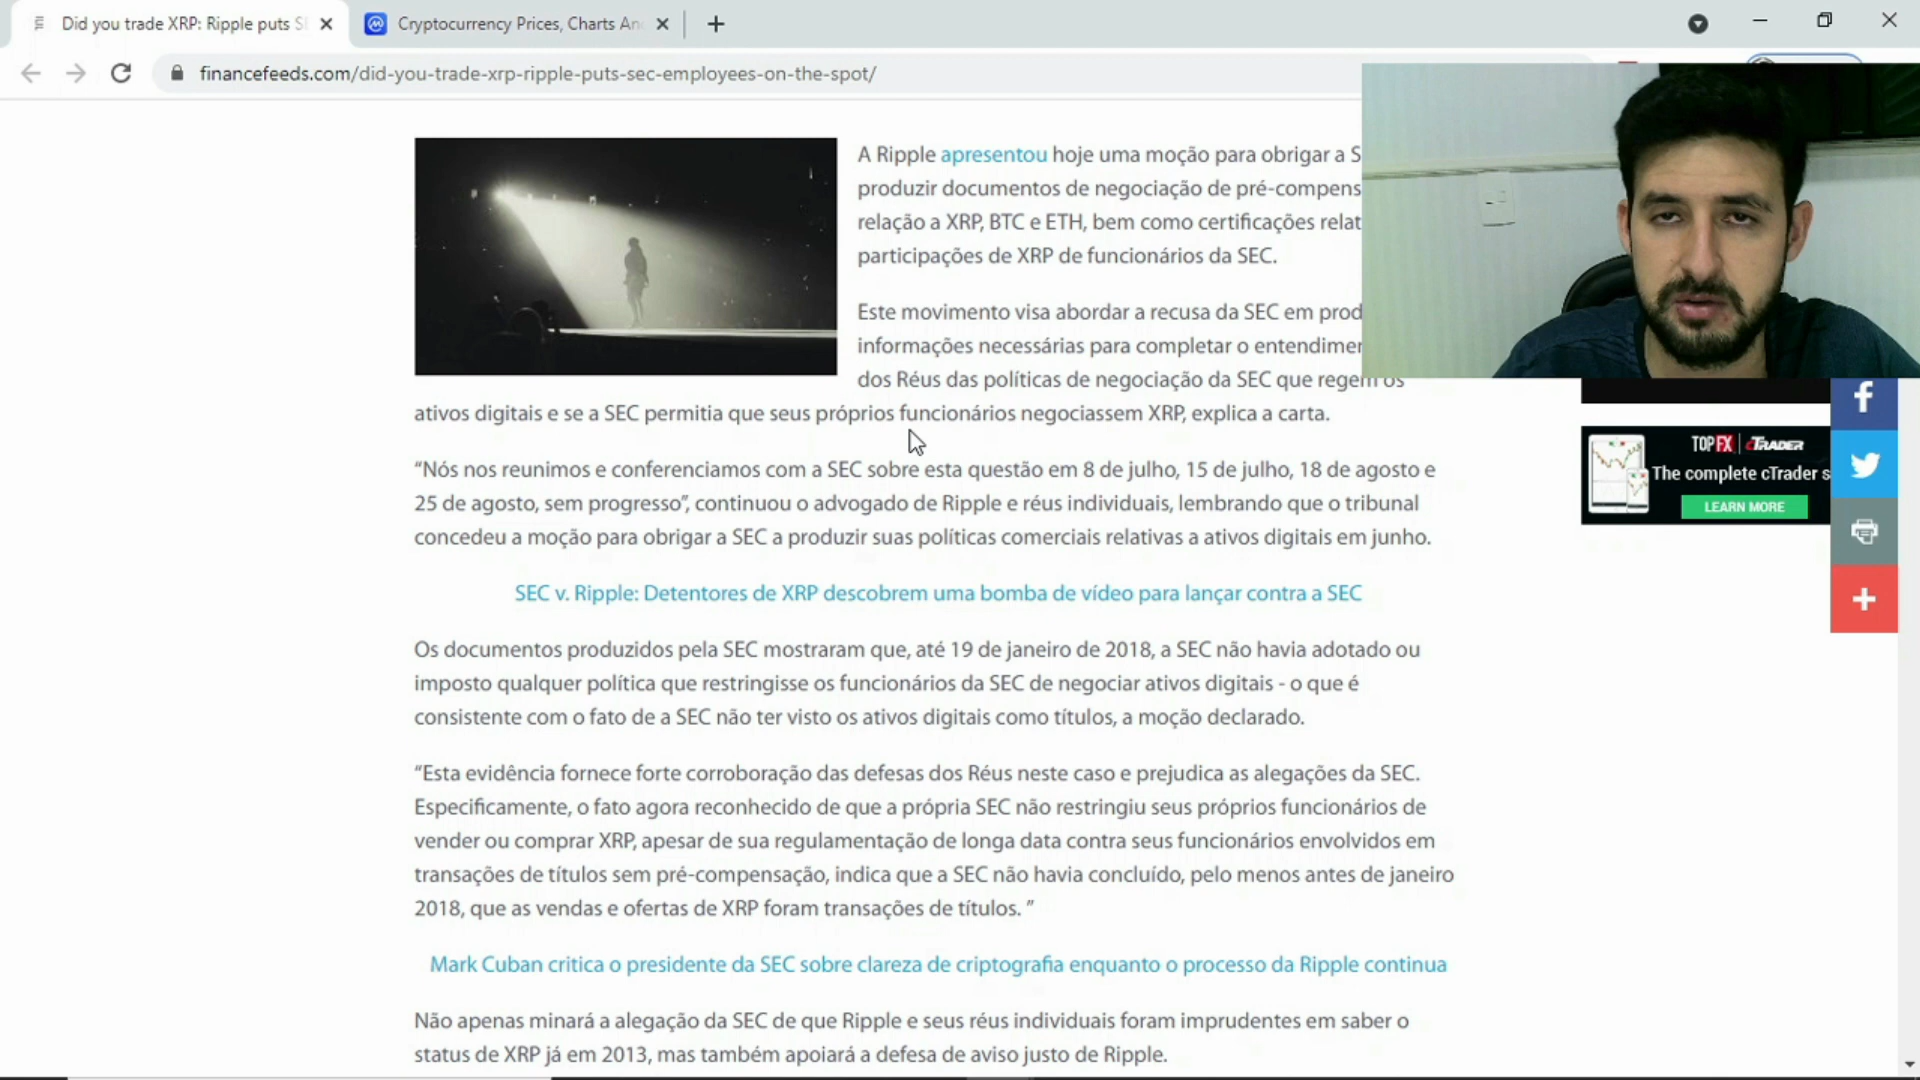 Did you trade XRP: Ripple puts S
Cryptocurrency Prices, Charts An
financefeeds.com/did-you-trade-xrp-ripple-puts-sec-employees-on-the-spot/
A Ripple apresentou hoje uma moção para obrigar a
produzir documentos de negociação de
relação a XRP, BTC e ETH, bem como certificações
participações de XRP de funcionários da SEC.
Este movimento visa abordar a recusa da SEC em
informações necessárias para completar o
dos Réus das políticas de negociação da SEC que regem os
ativos digitais e se a SEC permitia que seus próprios funcionários negociassem XRP, explica a carta.
“Nós nos reunimos e conferenciamos com a SEC sobre esta questão em 8 de julho, 15 de julho, 18 de agosto e
25 de agosto, sem progresso”, continuou o advogado de Ripple e réus individuais, lembrando que o tribunal
concedeu a moção para obrigar a SEC a produzir suas políticas comerciais relativas a ativos digitais em junho.
SEC v. Ripple: Detentores de XRP descobrem uma bomba de vídeo para lançar contra a SEC
Os documentos produzidos pela SEC mostraram que, até 19 de janeiro de 2018, a SEC não havia adotado ou
imposto qualquer política que restringisse os funcionários da SEC de negociar ativos digitais - o que é
consistente com o fato de a SEC não ter visto os ativos digitais como títulos, a moção declarado.
“Esta evidência fornece forte corroboração das defesas dos Réus neste caso e prejudica as alegações da SEC.
Especificamente, o fato agora reconhecido de que a própria SEC não restringiu seus próprios funcionários de
vender ou comprar XRP, apesar de sua regulamentação de longa data contra seus funcionários envolvidos em
transações de títulos sem pré-compensação, indica que a SEC não havia concluído, pelo menos antes de janeiro
2018, que as vendas e ofertas de XRP foram transações de títulos. ”
Mark Cuban critica o presidente da SEC sobre clareza de criptografia enquanto o processo da Ripple continua
Não apenas minará a alegação da SEC de que Ripple e seus réus individuais foram imprudentes em saber o
status de XRP já em 2013, mas também apoiará a defesa de aviso justo de Ripple.
TOPFX cTRADER
The complete cTrader s
LEARN MORE